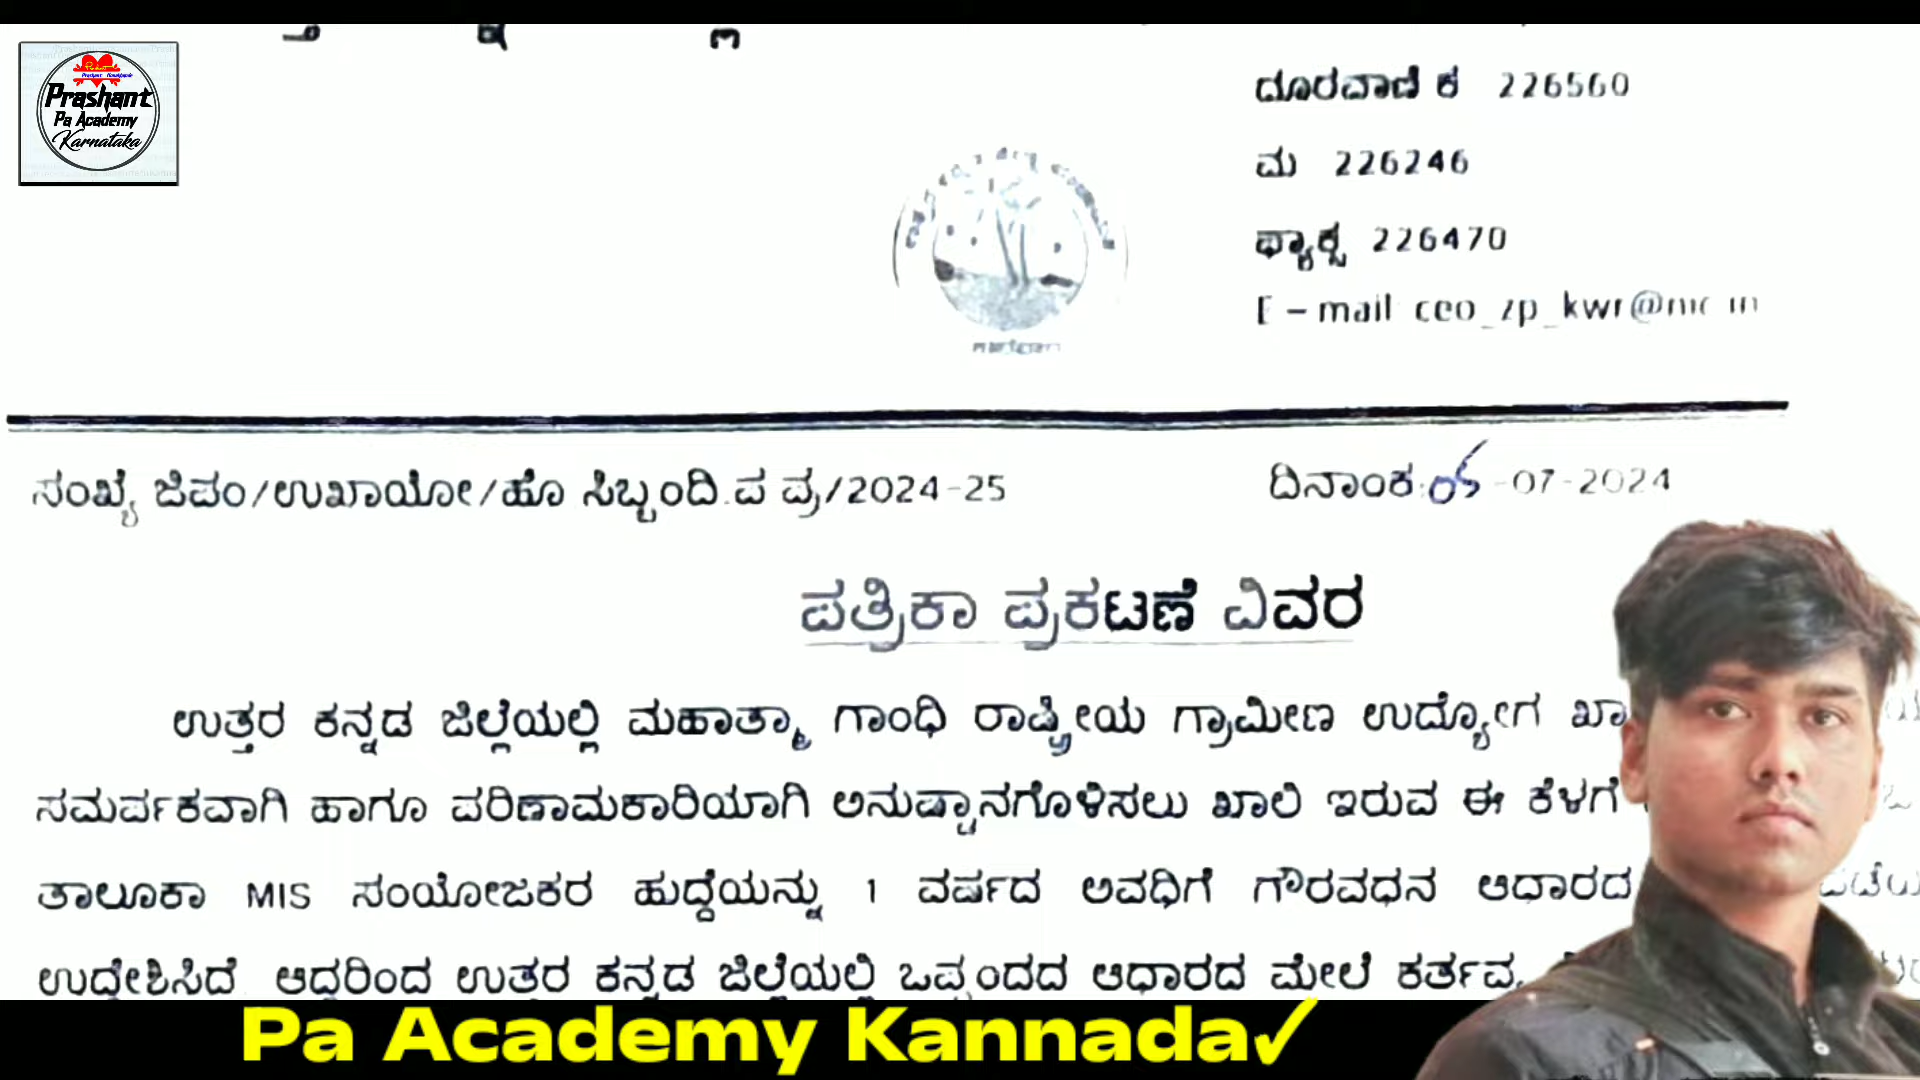 Prashant
Pa Academy
Karnataka
ದೂರವಾಣಿ ಕ 226560
ಮ 226246
ಫ್ಯಾಕ್ಸ 226470
E – mail ceo_zp_kwr@nic in
ಸಂಖ್ಯೆ ಜಿಪಂ/ಉಖಾಯೋ/ಹೊ ಸಿಬ್ಬಂದಿ.ಪ ಪ್ರ/2024-25
ದಿನಾಂಕ:05-07-2024
ಪತ್ರಿಕಾ ಪ್ರಕಟಣೆ ವಿವರ
ಉತ್ತರ ಕನ್ನಡ ಜಿಲ್ಲೆಯಲ್ಲಿ ಮಹಾತ್ಮಾ ಗಾಂಧಿ ರಾಷ್ಟ್ರೀಯ ಗ್ರಾಮೀಣ ಉದ್ಯೋಗ
ಸಮರ್ಪಕವಾಗಿ ಹಾಗೂ ಪರಿಣಾಮಕಾರಿಯಾಗಿ ಅನುಷ್ಟಾನಗೊಳಿಸಲು ಖಾಲಿ ಇರುವ ಈ ಕೆಳಗೆ
ತಾಲೂಕಾ MIS ಸಂಯೋಜಕರ ಹುದ್ದೆಯನ್ನು 1 ವರ್ಷದ ಅವಧಿಗೆ ಗೌರವಧನ ಆಧಾರದ
ಉದ್ದೇಶಿಸಿದೆ ಆದ್ದರಿಂದ ಉತ್ತರ ಕನ್ನಡ ಜಿಲ್ಲೆಯಲ್ಲಿ ಒಪ್ಪಂದದ ಆಧಾರದ ಮೇಲೆ
Pa Academy Kannada✓